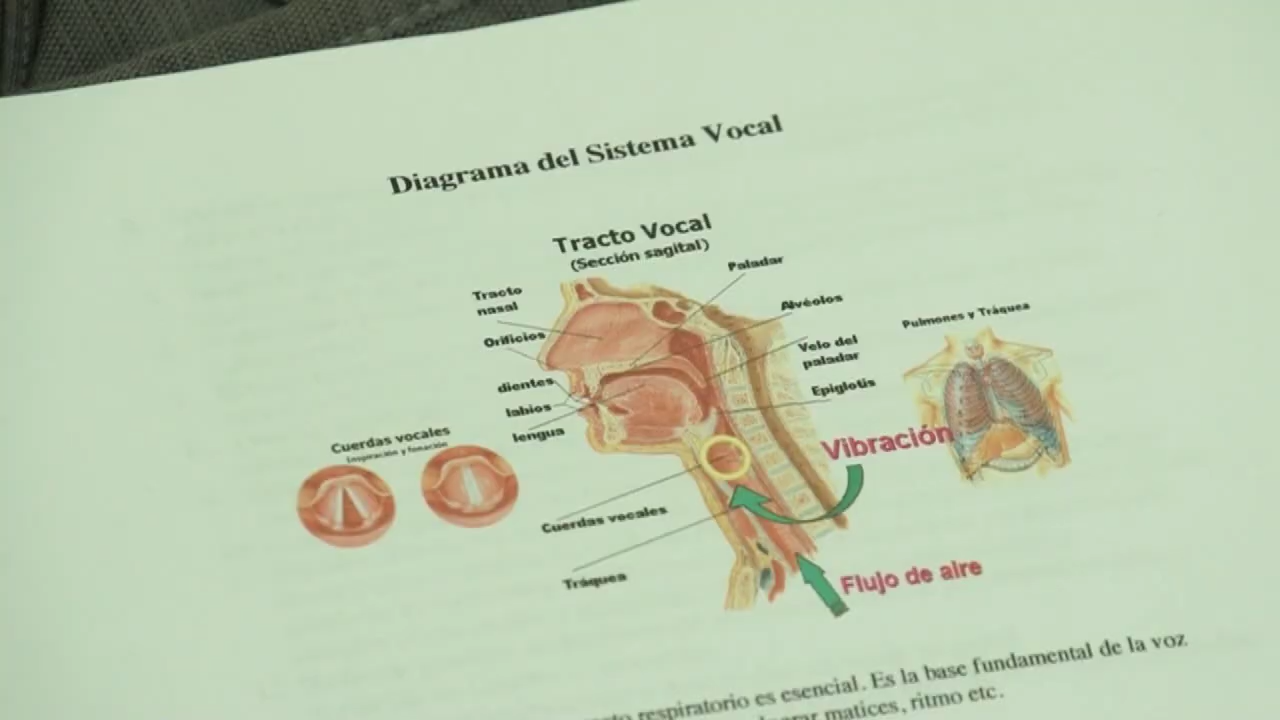 Diagrama del Sistema Vocal
Tracto Vocal
(Sección sagital)
Tracto
nasal
Orificios
dientes
labios
lengua
Paladar
Alvéolos
Velo del
paladar
Epiglotis
Pulmones y Tráquea
Cuerdas vocales
Inspiración y fonación
Vibración
Cuerdas vocales
Tráquea
Flujo de aire
respiratorio es esencial. Es la base fundamental de la voz
matices, ritmo etc.